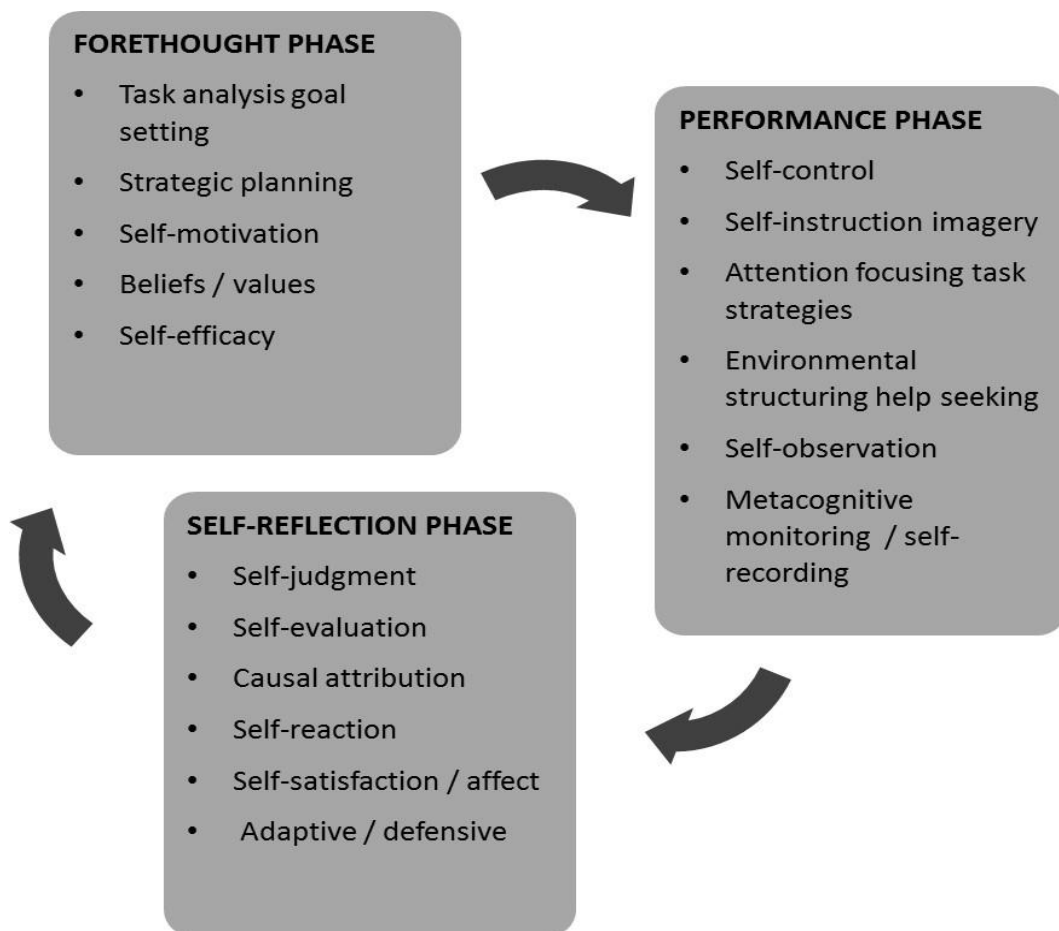 FORETHOUGHT PHASE
• Task analysis goal
setting
• Strategic planning
• Self-motivation
• Beliefs / values
• Self-efficacy
PERFORMANCE PHASE
• Self-control
• Self-instruction imagery
• Attention focusing task
strategies
• Environmental
structuring help seeking
• Self-observation
• Metacognitive
monitoring / self-
recording
SELF-REFLECTION PHASE
• Self-judgment
• Self-evaluation
• Causal attribution
• Self-reaction
• Self-satisfaction / affect
• Adaptive / defensive